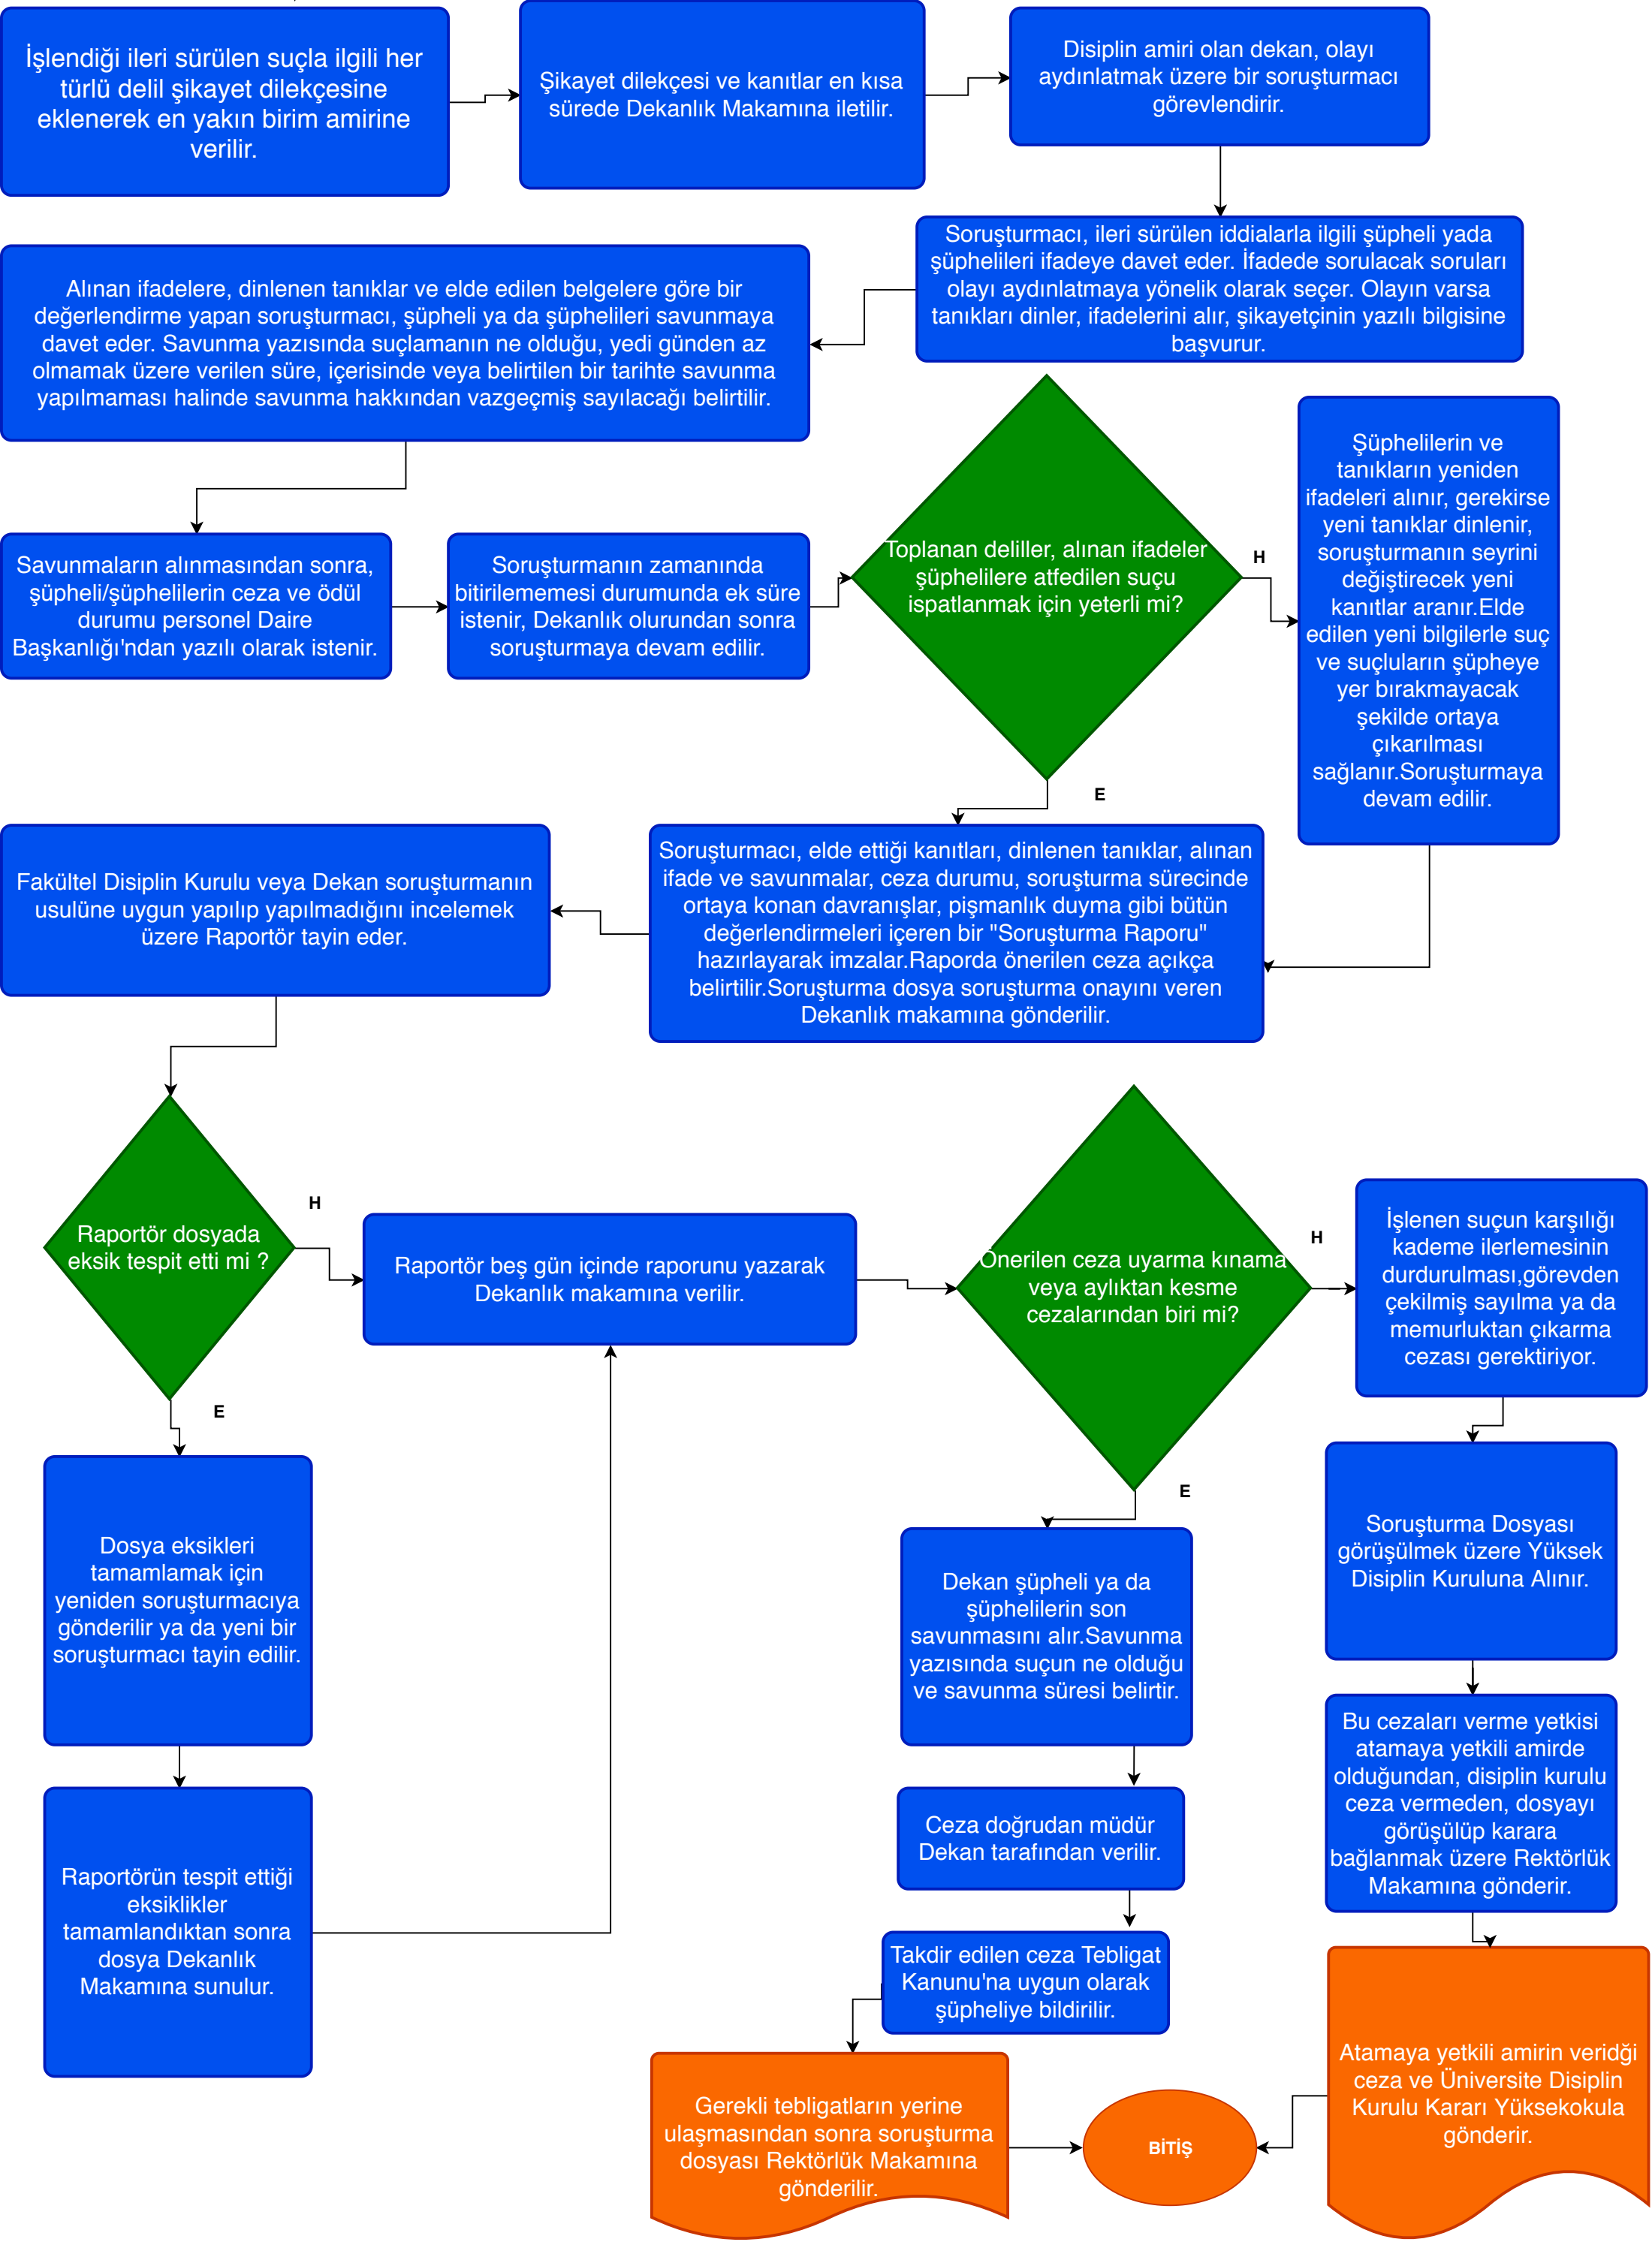 İşlendiği ileri sürülen suçla ilgili her
türlü delil şikayet dilekçesine
eklenerek en yakın birim amirine
verilir.
Şikayet dilekçesi ve kanıtlar en kısa
sürede Dekanlık Makamına iletilir.
Disiplin amiri olan dekan, olayı
aydınlatmak üzere bir soruşturmacı
görevlendirir.
Soruşturmacı, ileri sürülen iddialarla ilgili şüpheli yada
şüphelileri ifadeye davet eder. İfadede sorulacak soruları
olayı aydınlatmaya yönelik olarak seçer. Olayın varsa
tanıkları dinler, ifadelerini alır, şikayetçinin yazılı bilgisine
başvurur.
Alınan ifadelere, dinlenen tanıklar ve elde edilen belgelere göre bir
değerlendirme yapan soruşturmacı, şüpheli ya da şüphelileri savunmaya
davet eder. Savunma yazısında suçlamanın ne olduğu, yedi günden az
olmamak üzere verilen süre, içerisinde veya belirtilen bir tarihte savunma
yapılmaması halinde savunma hakkından vazgeçmiş sayılacağı belirtilir.
Savunmaların alınmasından sonra,
şüpheli/şüphelilerin ceza ve ödül
durumu personel Daire
Başkanlığı'ndan yazılı olarak istenir.
Soruşturmanın zamanında
bitirilememesi durumunda ek süre
istenir, Dekanlık olurundan sonra
soruşturmaya devam edilir.
Toplanan deliller, alınan ifadeler
şüphelilere atfedilen suçu
ispatlanmak için yeterli mi?
H
Şüphelilerin ve
tanıkların yeniden
ifadeleri alınır, gerekirse
yeni tanıklar dinlenir,
soruşturmanın seyrini
değiştirecek yeni
kanıtlar aranır.Elde
edilen yeni bilgilerle suç
ve suçluların şüpheye
yer bırakmayacak
şekilde ortaya
çıkarılması
sağlanır.Soruşturmaya
devam edilir.
E
Soruşturmacı, elde ettiği kanıtları, dinlenen tanıklar, alınan
ifade ve savunmalar, ceza durumu, soruşturma sürecinde
ortaya konan davranışlar, pişmanlık duyma gibi bütün
değerlendirmeleri içeren bir "Soruşturma Raporu"
hazırlayarak imzalar.Raporda önerilen ceza açıkça
belirtilir.Soruşturma dosya soruşturma onayını veren
Dekanlık makamına gönderilir.
Fakültel Disiplin Kurulu veya Dekan soruşturmanın
usulüne uygun yapılıp yapılmadığını incelemek
üzere Raportör tayin eder.
Raportör dosyada
eksik tespit etti mi ?
H
Raportör beş gün içinde raporunu yazarak
Dekanlık makamına verilir.
E
Dosya eksikleri
tamamlamak için
yeniden soruşturmacıya
gönderilir ya da yeni bir
soruşturmacı tayin edilir.
Raportörün tespit ettiği
eksiklikler
tamamlandıktan sonra
dosya Dekanlık
Makamına sunulur.
Önerilen ceza uyarma kınama
veya aylıktan kesme
cezalarından biri mi?
H
İşlenen suçun karşılığı
kademe ilerlemesinin
durdurulması,görevden
çekilmiş sayılma ya da
memurluktan çıkarma
cezası gerektiriyor.
E
Dekan şüpheli ya da
şüphelilerin son
savunmasını alır.Savunma
yazısında suçun ne olduğu
ve savunma süresi belirtir.
Ceza doğrudan müdür
Dekan tarafından verilir.
Takdir edilen ceza Tebligat
Kanunu'na uygun olarak
şüpheliye bildirilir.
Gerekli tebligatların yerine
ulaşmasından sonra soruşturma
dosyası Rektörlük Makamına
gönderilir.
Soruşturma Dosyası
görüşülmek üzere Yüksek
Disiplin Kuruluna Alınır.
Bu cezaları verme yetkisi
atamaya yetkili amirde
olduğundan, disiplin kurulu
ceza vermeden, dosyayı
görüşülüp karara
bağlanmak üzere Rektörlük
Makamına gönderir.
Atamaya yetkili amirin veridği
ceza ve Üniversite Disiplin
Kurulu Kararı Yüksekokula
gönderir.
BİTİŞ